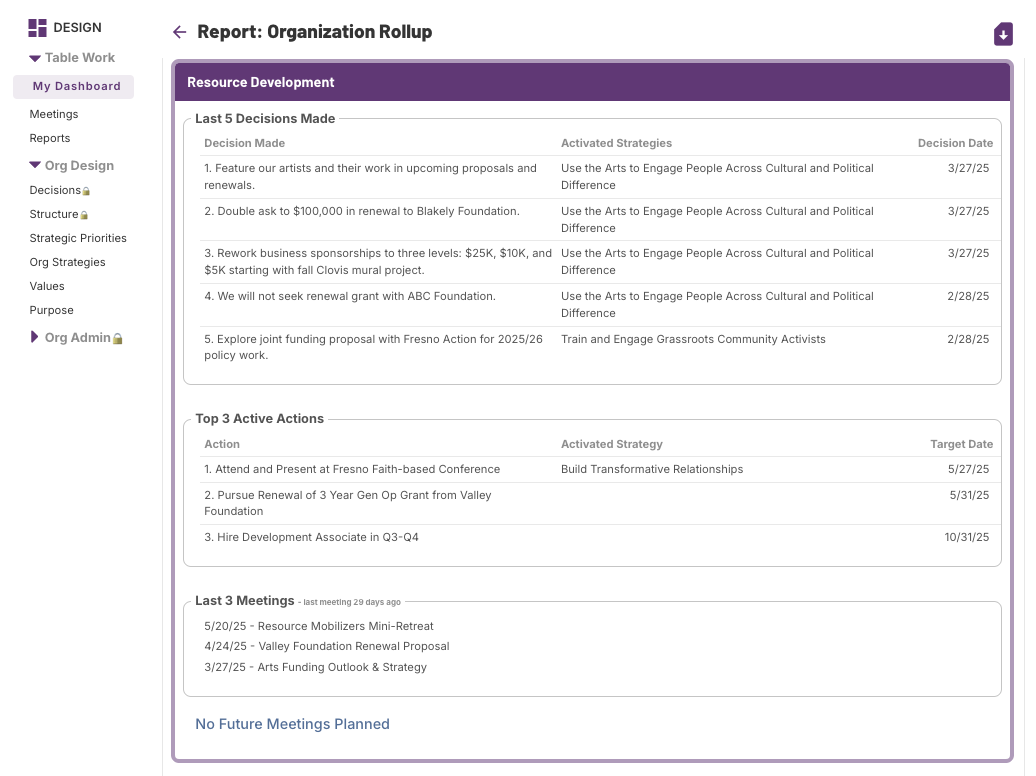 DESIGN
Table Work
My Dashboard
Meetings
Reports
Org Design
Decisions
Structure
Strategic Priorities
Org Strategies
Values
Purpose
Org Admin
Report: Organization Rollup
Resource Development
Last 5 Decisions Made
Decision Made Activated Strategies Decision Date
1. Feature our artists and their work in upcoming proposals and Use the Arts to Engage People Across Cultural and Political 3/27/25
renewals. Difference
2. Double ask to $100,000 in renewal to Blakely Foundation. Use the Arts to Engage People Across Cultural and Political 3/27/25
Difference
3. Rework business sponsorships to three levels: $25K, $10K, and Use the Arts to Engage People Across Cultural and Political 3/27/25
$5K starting with fall Clovis mural project. Difference
4. We will not seek renewal grant with ABC Foundation. Use the Arts to Engage People Across Cultural and Political 2/28/25
Difference
5. Explore joint funding proposal with Fresno Action for 2025/26 Train and Engage Grassroots Community Activists 2/28/25
policy work.
Top 3 Active Actions
Action Activated Strategy Target Date
1. Attend and Present at Fresno Faith-based Conference Build Transformative Relationships 5/27/25
2. Pursue Renewal of 3 Year Gen Op Grant from Valley 5/31/25
Foundation
3. Hire Development Associate in Q3-Q4 10/31/25
Last 3 Meetings - last meeting 29 days ago
5/20/25 - Resource Mobilizers Mini-Retreat
4/24/25 - Valley Foundation Renewal Proposal
3/27/25 - Arts Funding Outlook & Strategy
No Future Meetings Planned